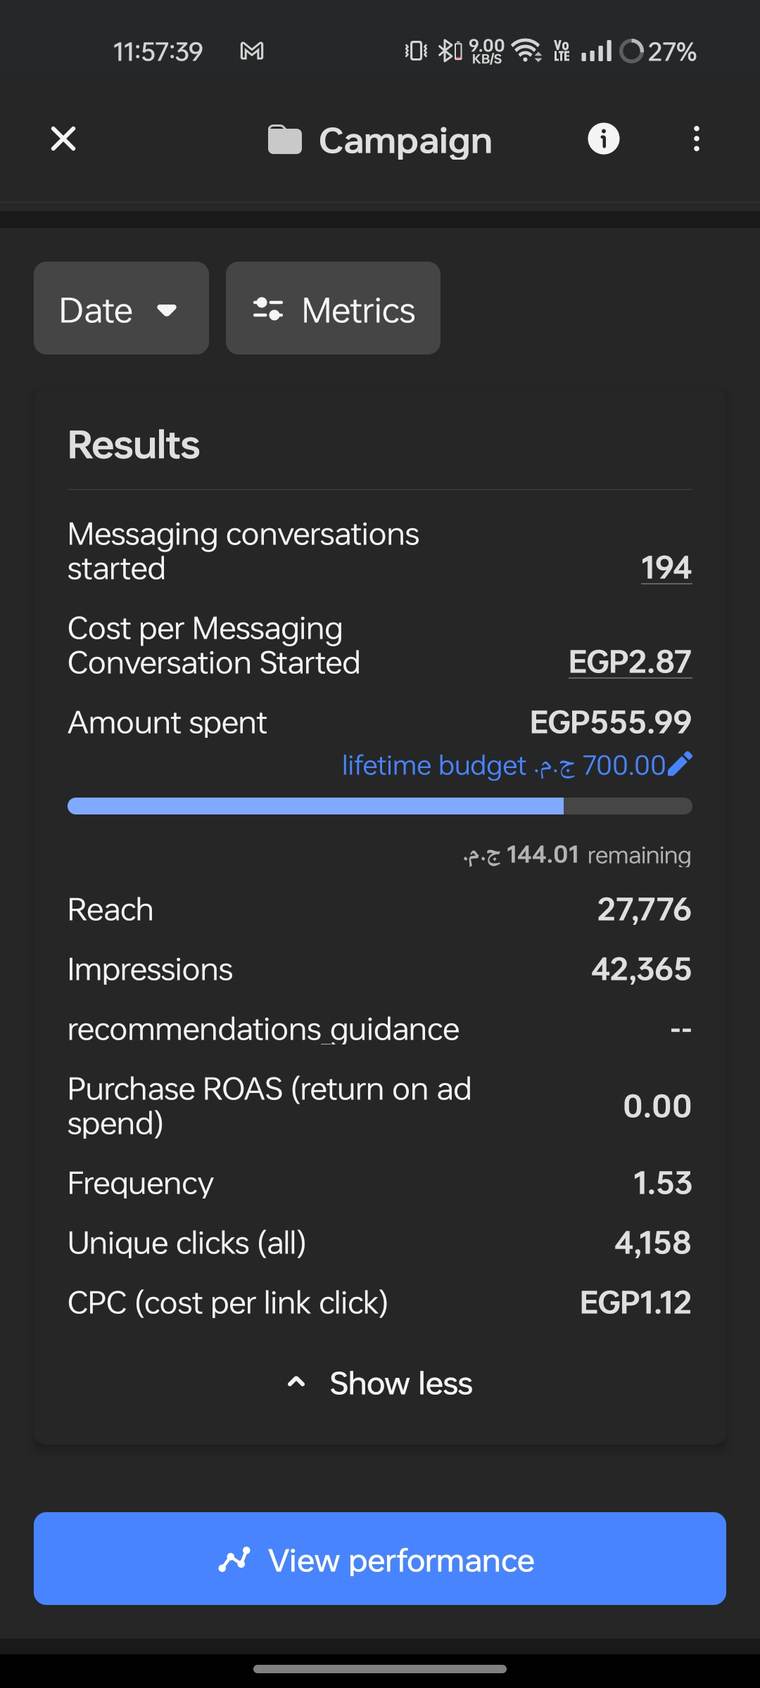 11:57:39 9.00 KB/S Vo LTE 27%
Campaign
Date Metrics
Results
Messaging conversations
started 194
Cost per Messaging
Conversation Started EGP2.87
Amount spent EGP555.99
lifetime budget ج.م.‏ 700.00
ج.م.‏ 144.01 remaining
Reach 27,776
Impressions 42,365
recommendations_guidance --
Purchase ROAS (return on ad
spend) 0.00
Frequency 1.53
Unique clicks (all) 4,158
CPC (cost per link click) EGP1.12
Show less
View performance